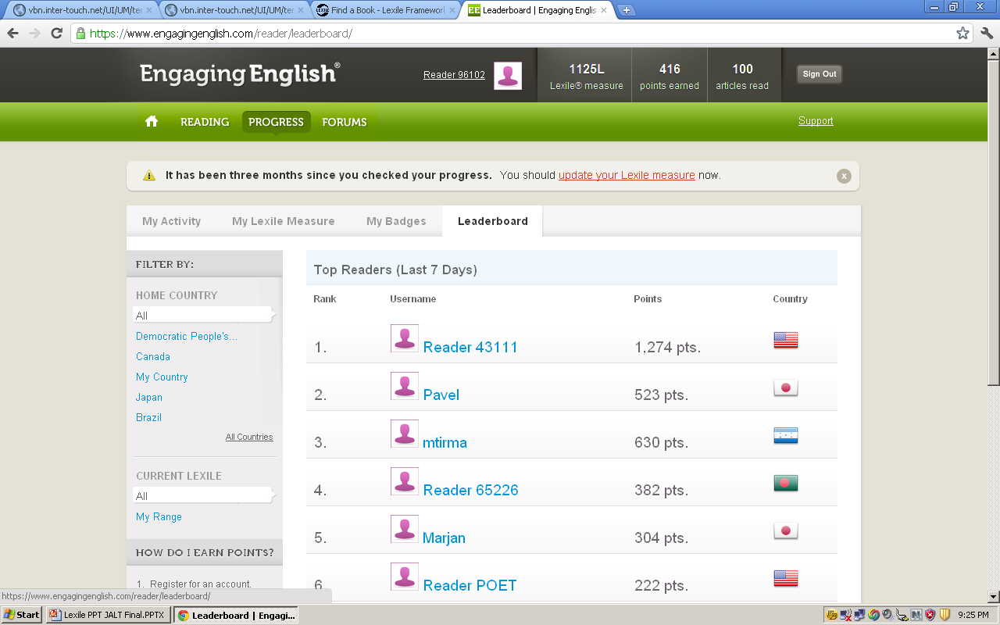 vbn.inter-touch.net/UI/UM/ter
vbn.inter-touch.net/UI/UM/ter
Find a Book - Lexile Framework
Leaderboard | Engaging Englis
https://www.engagingenglish.com/reader/leaderboard/
Engaging English®
Reader 96102
1125L
Lexile® measure
416
points earned
100
articles read
Sign Out
READING
PROGRESS
FORUMS
Support
It has been three months since you checked your progress. You should update your Lexile measure now.
My Activity
My Lexile Measure
My Badges
Leaderboard
FILTER BY:
HOME COUNTRY
All
Democratic People's...
Canada
My Country
Japan
Brazil
All Countries
CURRENT LEXILE
All
My Range
HOW DO I EARN POINTS?
1. Register for an account.
Top Readers (Last 7 Days)
Rank Username Points Country
1. Reader 43111 1,274 pts.
2. Pavel 523 pts.
3. mtirma 630 pts.
4. Reader 65226 382 pts.
5. Marjan 304 pts.
6 Reader POET 222 pts.
https://www.engagingenglish.com/reader/leaderboard/
Start
Lexile PPT JALT Final.PPTX
Leaderboard | Engagi...
9:25 PM